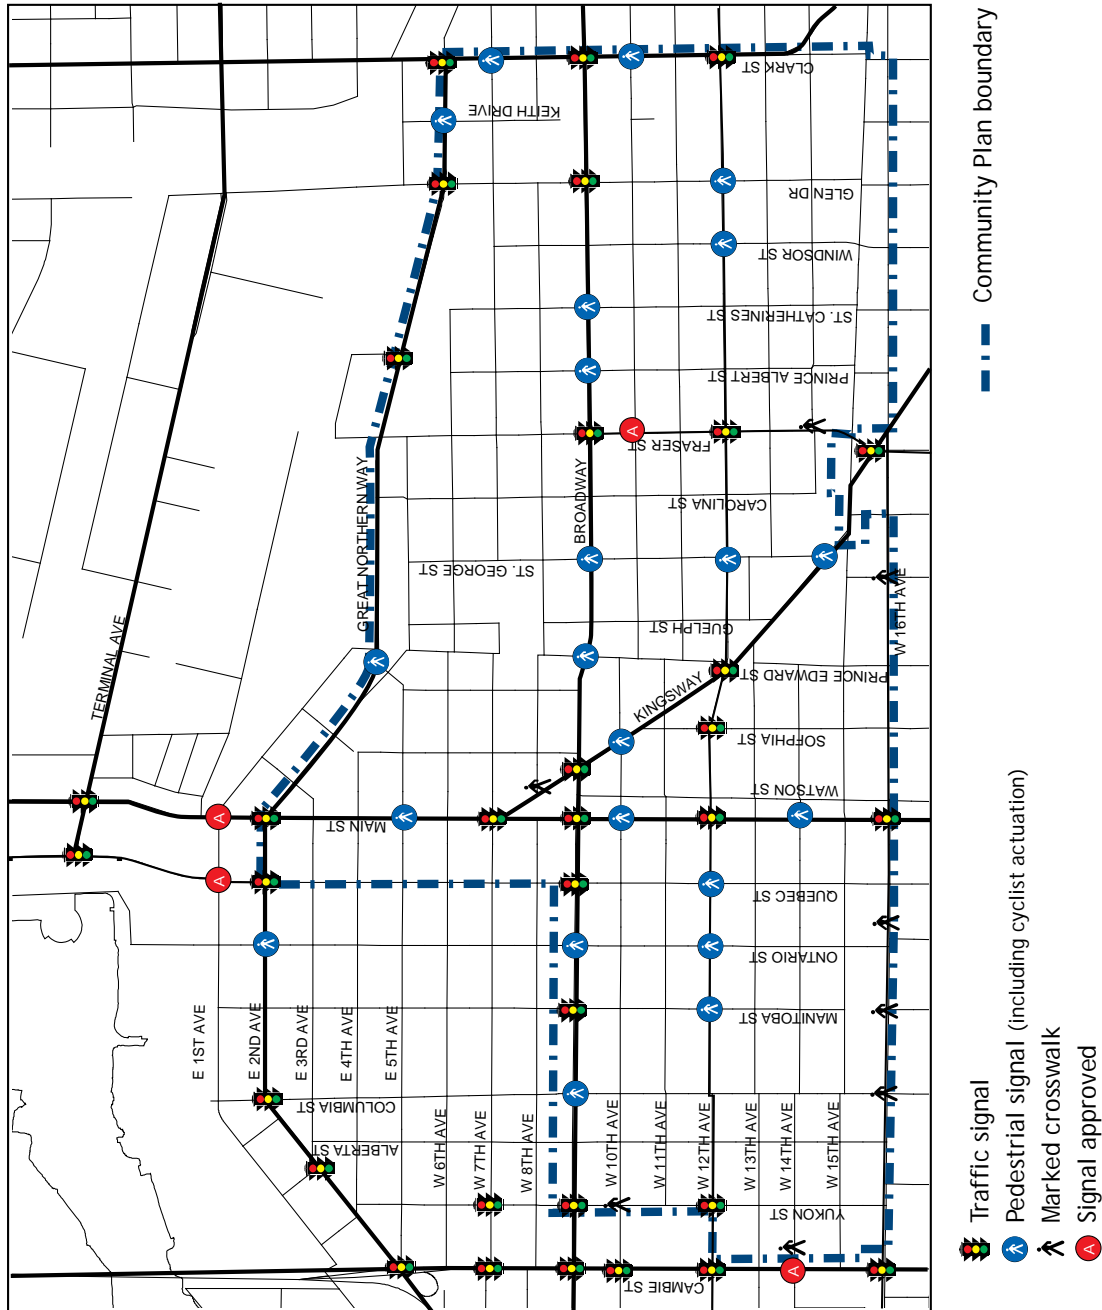 TERMINAL AVE
GREAT NORTHERN WAY
KEITH DRIVE
CLARK ST
GLEN DR
WINDSOR ST
ST. CATHERINES ST
PRINCE ALBERT ST
FRASER ST
A
CAROLINA ST
BROADWAY
ST. GEORGE ST
GUELPH ST
PRINCE EDWARD ST
KINGSWAY
SOFPHIA ST
WATSON ST
MAIN ST
A
A
QUEBEC ST
ONTARIO ST
MANITOBA ST
COLUMBIA ST
ALBERTA ST
YUKON ST
CAMBIE ST
A
E 1ST AVE
E 2ND AVE
E 3RD AVE
E 4TH AVE
E 5TH AVE
W 6TH AVE
W 7TH AVE
W 8TH AVE
W 10TH AVE
W 11TH AVE
W 12TH AVE
W 13TH AVE
W 14TH AVE
W 15TH AVE
W 16TH AVE
Traffic signal
Pedestrial signal (including cyclist actuation)
Marked crosswalk
A Signal approved
Community Plan boundary